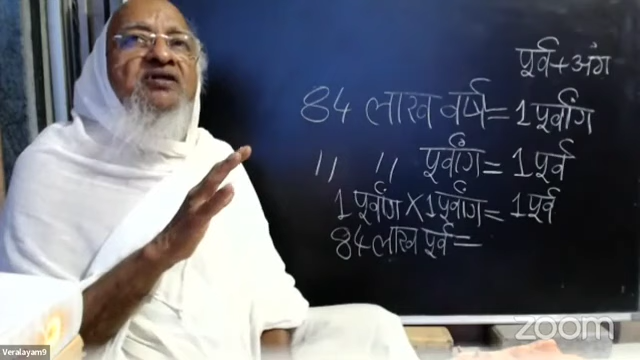 पूर्व+अंग
84 लाख वर्ष = 1 पूर्वांग
" " पूर्वांग = 1 पूर्व
1 पूर्वांण X 1 पूर्वांग = 1 पूर्व
84 लाख पूर्व =
zoom
Veralayam9